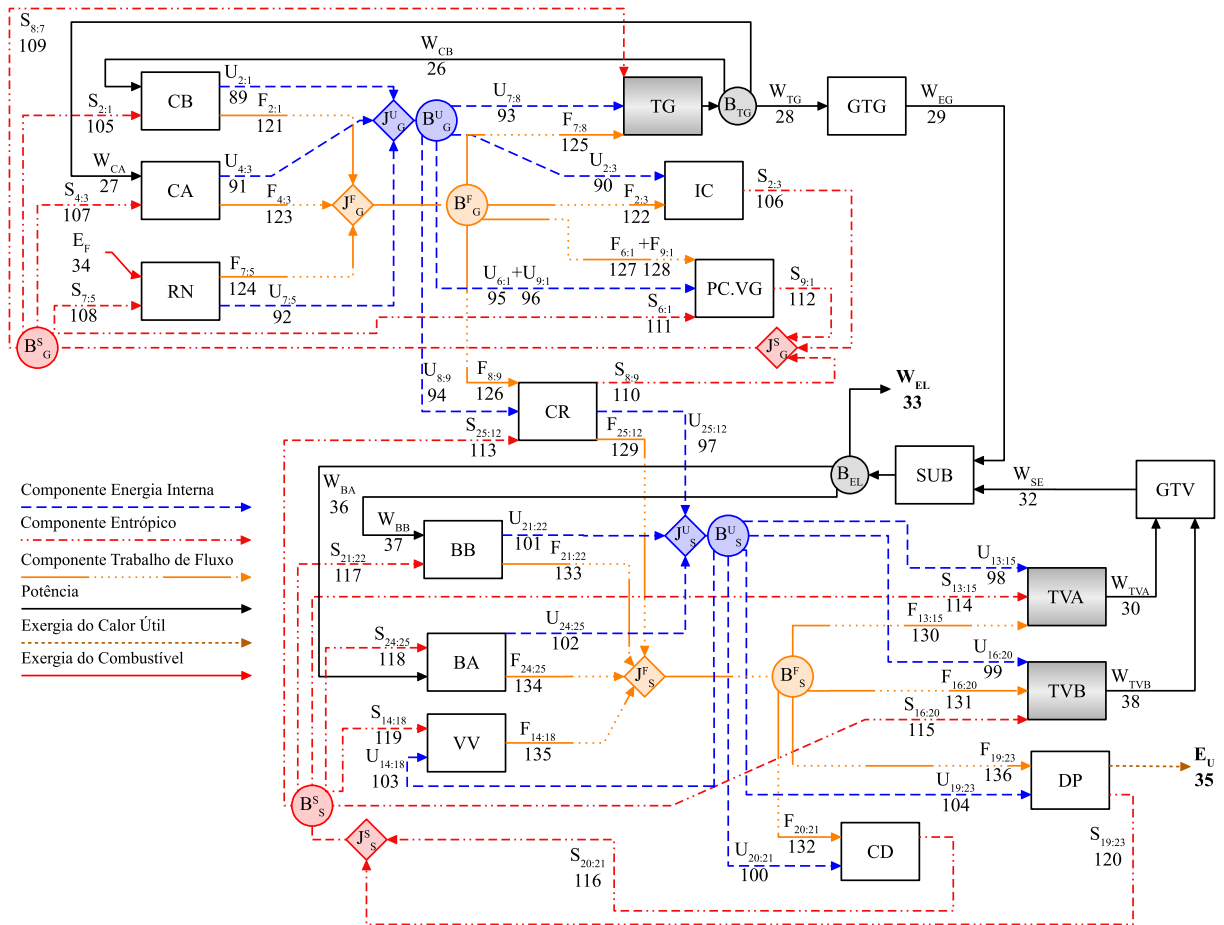 S8:7
109
WCB
26
CB
U2:1
89
F2:1
121
S2:1
105
JUG
BUG
U7:8
93
F7:8
125
TG
BTG
WTG
28
GTG
WEG
29
WCA
27
CA
U4:3
91
F4:3
123
S4:3
107
JFG
BFG
U2:3
90
F2:3
122
IC
S2:3
106
EF
34
RN
F7:5
124
U7:5
92
S7:5
108
F6:1 +F9:1
127 128
U6:1+U9:1
95 96
S6:1
111
PC.VG
S9:1
112
BSG
JSG
U8:9
94
F8:9
126
CR
S8:9
110
F25:12
129
S25:12
113
U25:12
97
WEL
33
BEL
SUB
WSE
32
GTV
WBA
36
WBB
37
Componente Energia Interna
Componente Entrópico
Componente Trabalho de Fluxo
Potência
Exergia do Calor Útil
Exergia do Combustível
BB
U21:22
101
F21:22
133
S21:22
117
JUS
BUS
U13:15
98
S13:15
114
F13:15
130
TVA
WTVA
30
S24:25
118
BA
U24:25
102
F24:25
134
JFS
BFS
U16:20
99
F16:20
131
S16:20
115
TVB
WTVB
38
S14:18
119
U14:18
103
VV
F14:18
135
F19:23
136
U19:23
104
DP
EU
35
BSS
JSS
F20:21
132
U20:21
100
CD
S20:21
116
S19:23
120